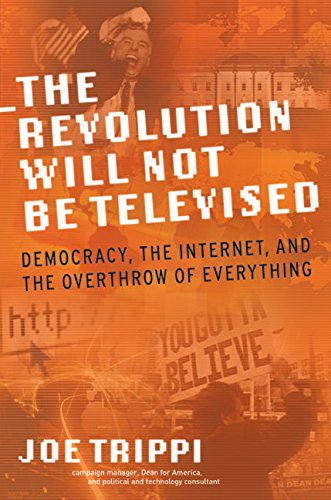 THE
REVOLUTION
WILL NOT
BE TELEVISED
DEMOCRACY, THE INTERNET, AND
THE OVERTHROW OF EVERYTHING
http
YOU GOTTA
BELIEVE
JOE TRIPPI
campaign manager, Dean for America,
and political and technology consultant